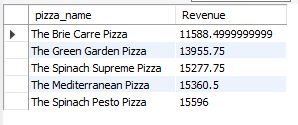 pizza_name Revenue
The Brie Carre Pizza 11588.4999999999
The Green Garden Pizza 13955.75
The Spinach Supreme Pizza 15277.75
The Mediterranean Pizza 15360.5
The Spinach Pesto Pizza 15596